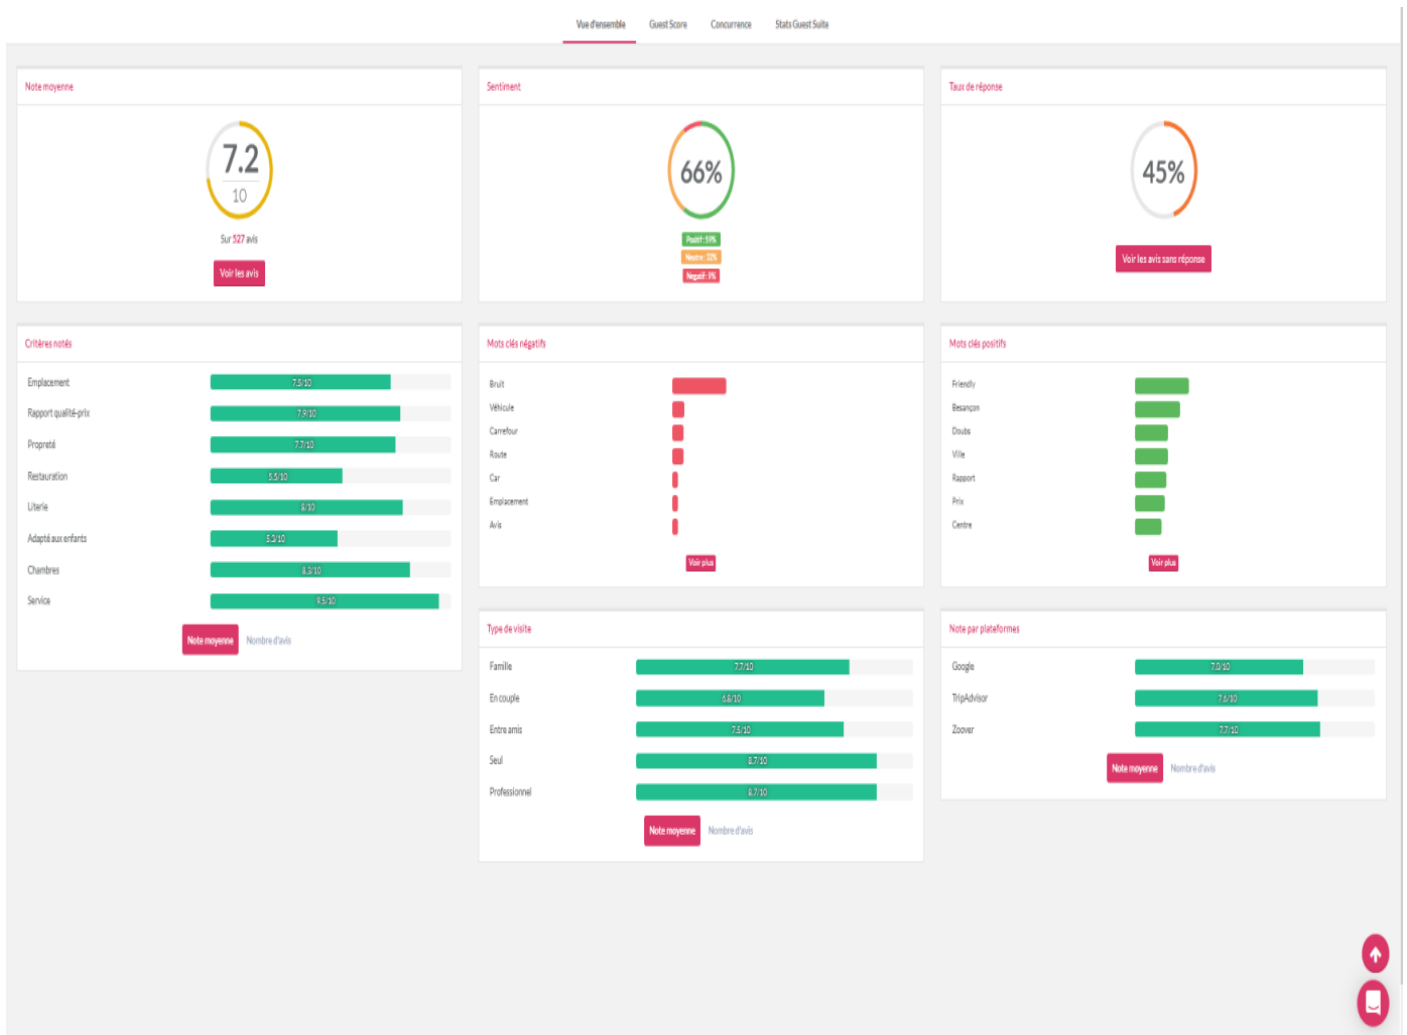 Vue d'ensemble Guest Score Concurrence Stats Guest Suite
Note moyenne
7.2
10
Sur 527 avis
Voir les avis
Sentiment
66%
Positif : 59%
Neutre : 32%
Negatif : 9%
Taux de réponse
45%
Voir les avis sans réponse
Critères notés
Emplacement 7.5/10
Rapport qualité-prix 7.9/10
Propreté 7.7/10
Restauration 5.5/10
Literie 8/10
Adapté aux enfants 5.3/10
Chambres 8.3/10
Service 9.5/10
Note moyenne Nombre d'avis
Mots clés négatifs
Bruit
Véhicule
Carrefour
Route
Car
Emplacement
Avis
Voir plus
Mots clés positifs
Friendly
Besançon
Doubs
Ville
Rapport
Prix
Centre
Voir plus
Type de visite
Famille 7.7/10
En couple 6.8/10
Entre amis 7.5/10
Seul 8.7/10
Professionnel 8.7/10
Note moyenne Nombre d'avis
Note par plateformes
Google 7.0/10
TripAdvisor 7.6/10
Zoover 7.7/10
Note moyenne Nombre d'avis